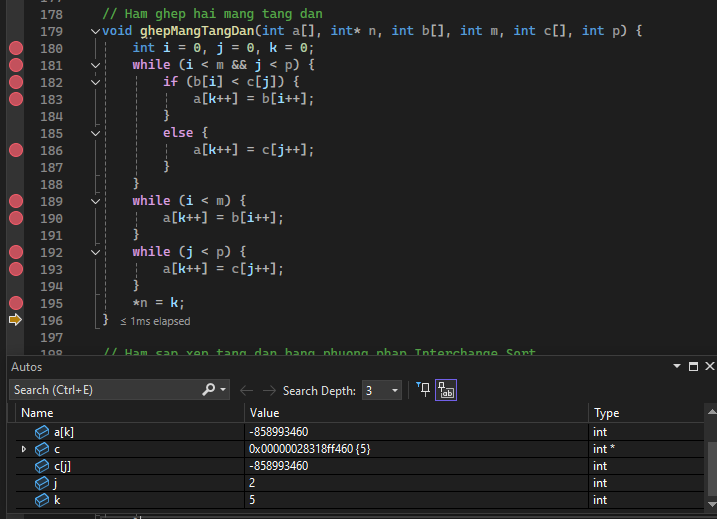 178 // Ham ghep hai mang tang dan
179 void ghepMangTangDan(int a[], int* n, int b[], int m, int c[], int p) {
180 int i = 0, j = 0, k = 0;
181 while (i < m && j < p) {
182 if (b[i] < c[j]) {
183 a[k++] = b[i++];
184 }
185 else {
186 a[k++] = c[j++];
187 }
188 }
189 while (i < m) {
190 a[k++] = b[i++];
191 }
192 while (j < p) {
193 a[k++] = c[j++];
194 }
195 *n = k;
196 } ≤ 1ms elapsed
197
198 // Ham sap xep tang dan bang phuong phap Interchange Sort
Autos
Search (Ctrl+E) Search Depth: 3 ab
Name Value Type
a[k] -858993460 int
c 0x00000028318ff460 {5} int *
c[j] -858993460 int
j 2 int
k 5 int